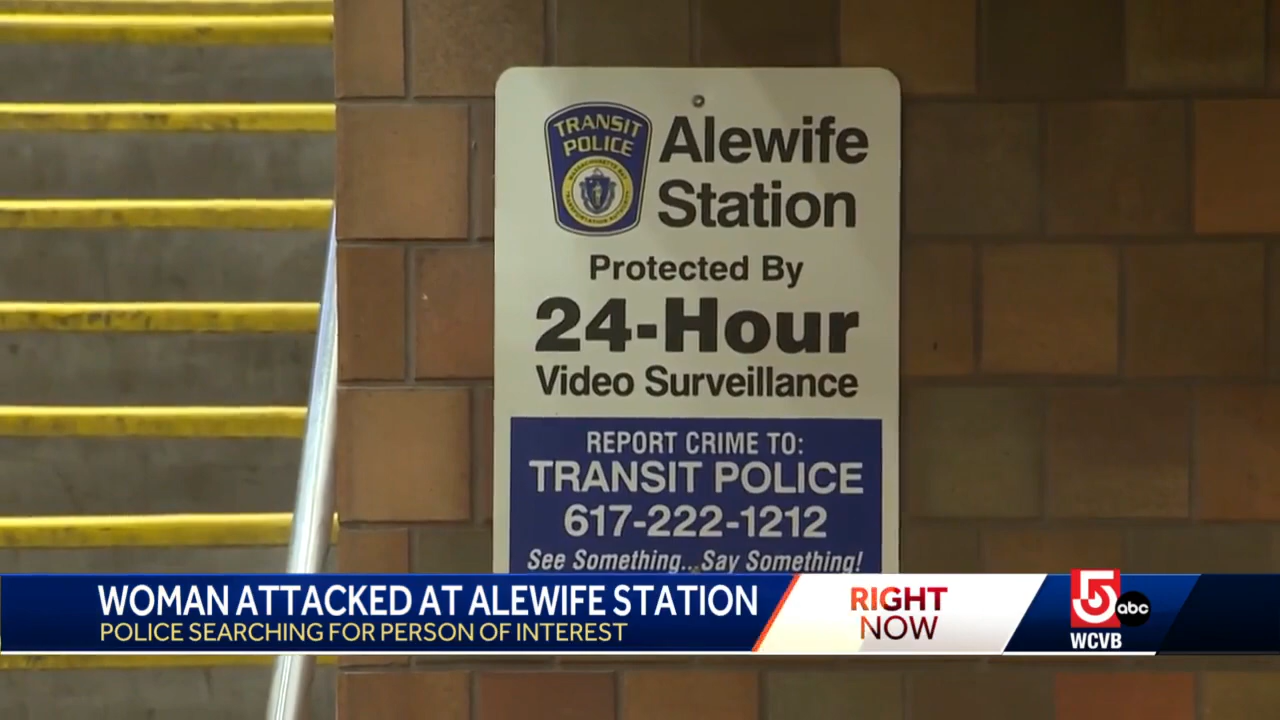 TRANSIT
POLICE
Alewife
Station
Protected By
24-Hour
Video Surveillance
REPORT CRIME TO:
TRANSIT POLICE
617-222-1212
See Something...Say Something!
WOMAN ATTACKED AT ALEWIFE STATION
POLICE SEARCHING FOR PERSON OF INTEREST
RIGHT
NOW
5
abc
WCVB